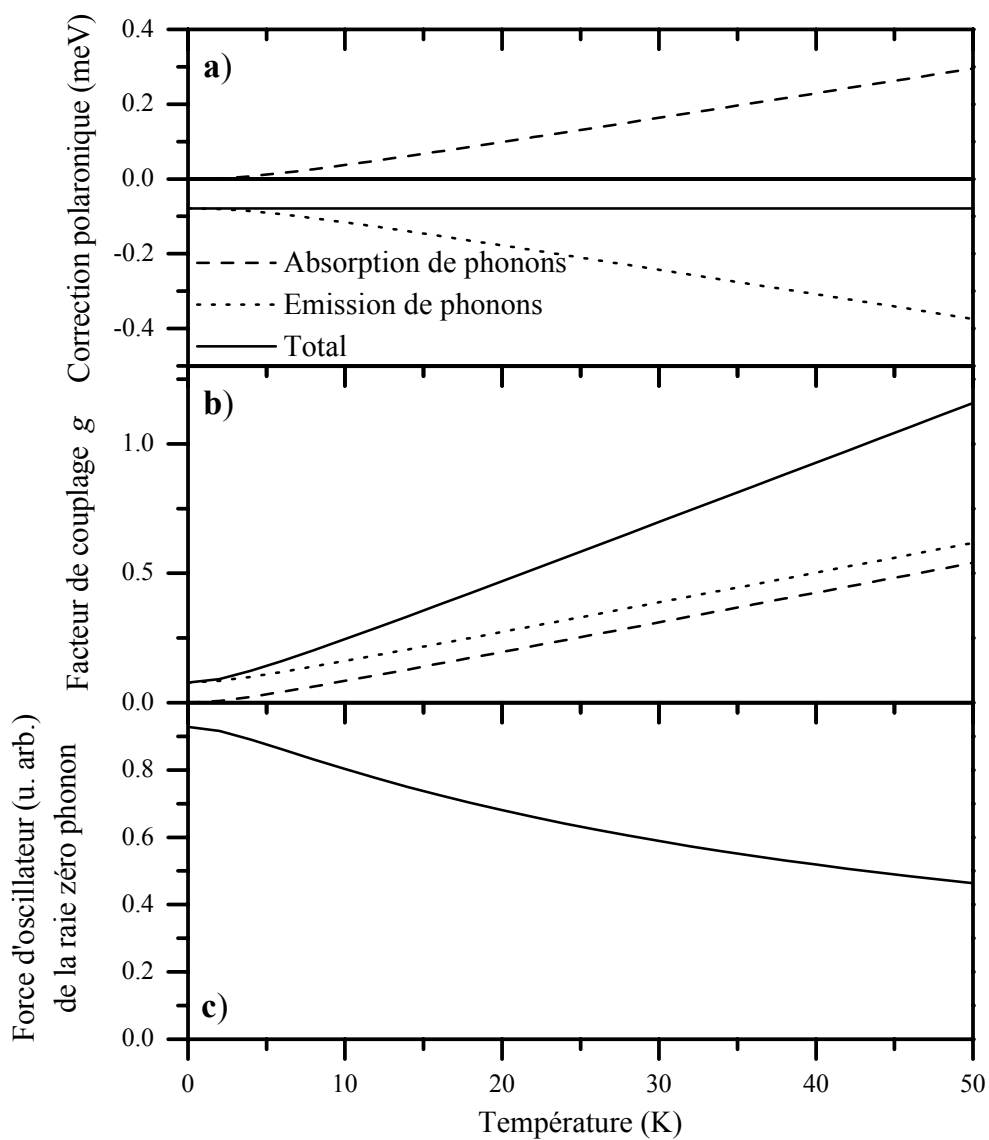 Correction polaronique (meV)
0.4
0.2
0.0
-0.2
-0.4
a)
Absorption de phonons
Emission de phonons
Total
Facteur de couplage g
1.0
0.5
0.0
b)
Force d'oscillateur (u. arb.)
de la raie zéro phonon
0.8
0.6
0.4
0.2
0.0
c)
0
10
20
30
40
50
Température (K)